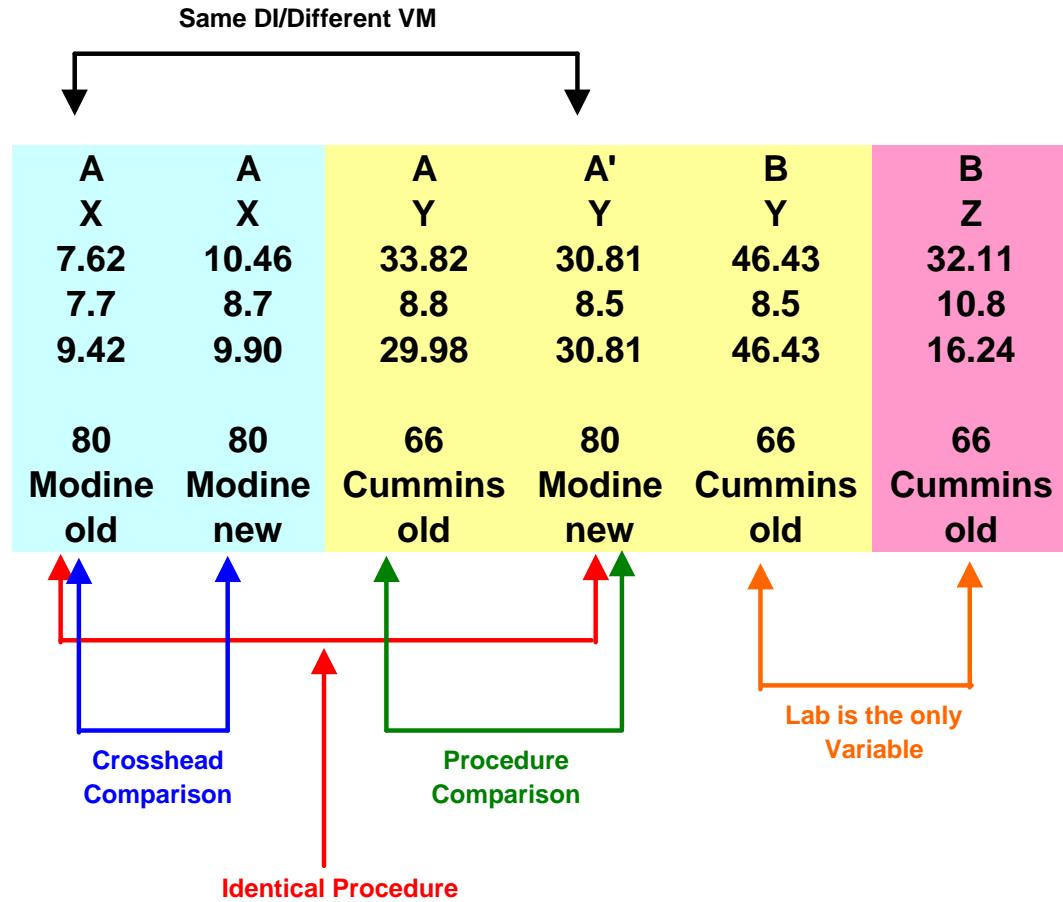 Same DI/Different VM
A A A A' B B
X X Y Y Y Z
7.62 10.46 33.82 30.81 46.43 32.11
7.7 8.7 8.8 8.5 8.5 10.8
9.42 9.90 29.98 30.81 46.43 16.24
80 80 66 80 66 66
Modine Modine Cummins Modine Cummins Cummins
old new old new old old
Lab is the only
Variable
Crosshead Procedure
Comparison Comparison
Identical Procedure